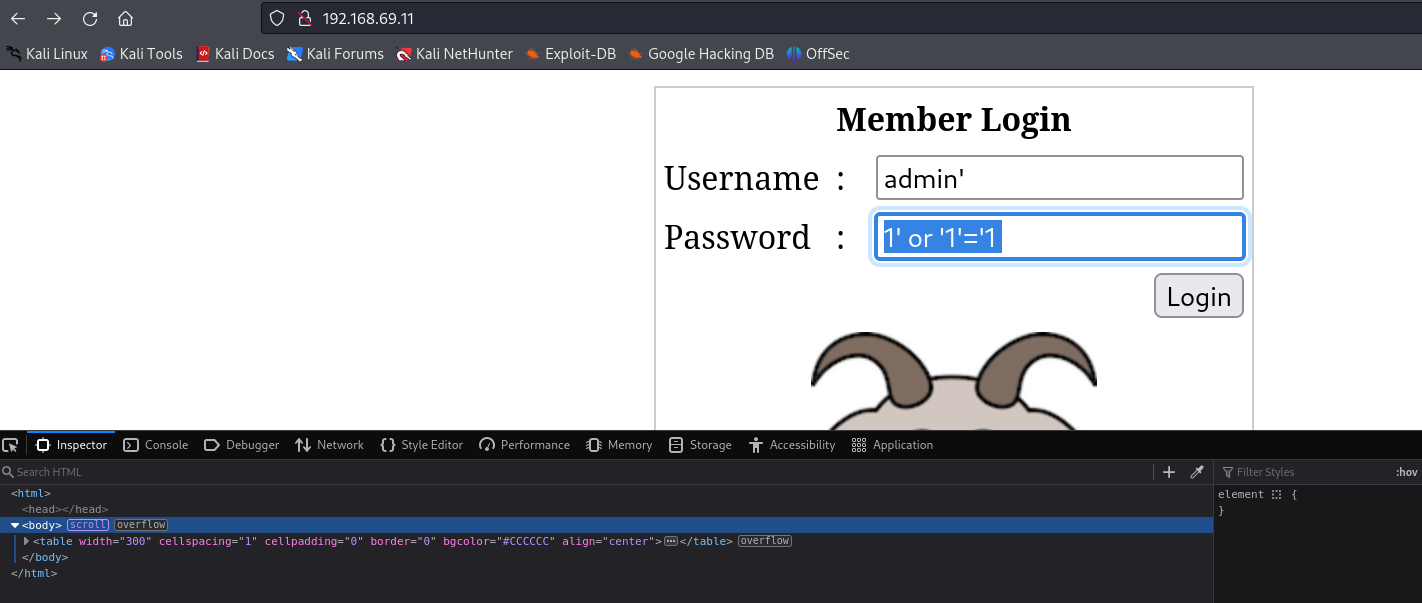 192.168.69.11
Kali Linux Kali Tools Kali Docs Kali Forums Kali NetHunter Exploit-DB Google Hacking DB OffSec
Member Login
Username : admin'
Password : 1' or '1'='1
Login
Inspector Console Debugger Network Style Editor Performance Memory Storage Accessibility Application
Search HTML
Filter Styles :hov
<html>
<head></head>
<body> scroll overflow
<table width="300" cellspacing="1" cellpadding="0" border="0" bgcolor="#CCCCCC" align="center">⋯</table> overflow
</body>
</html>
element {
}